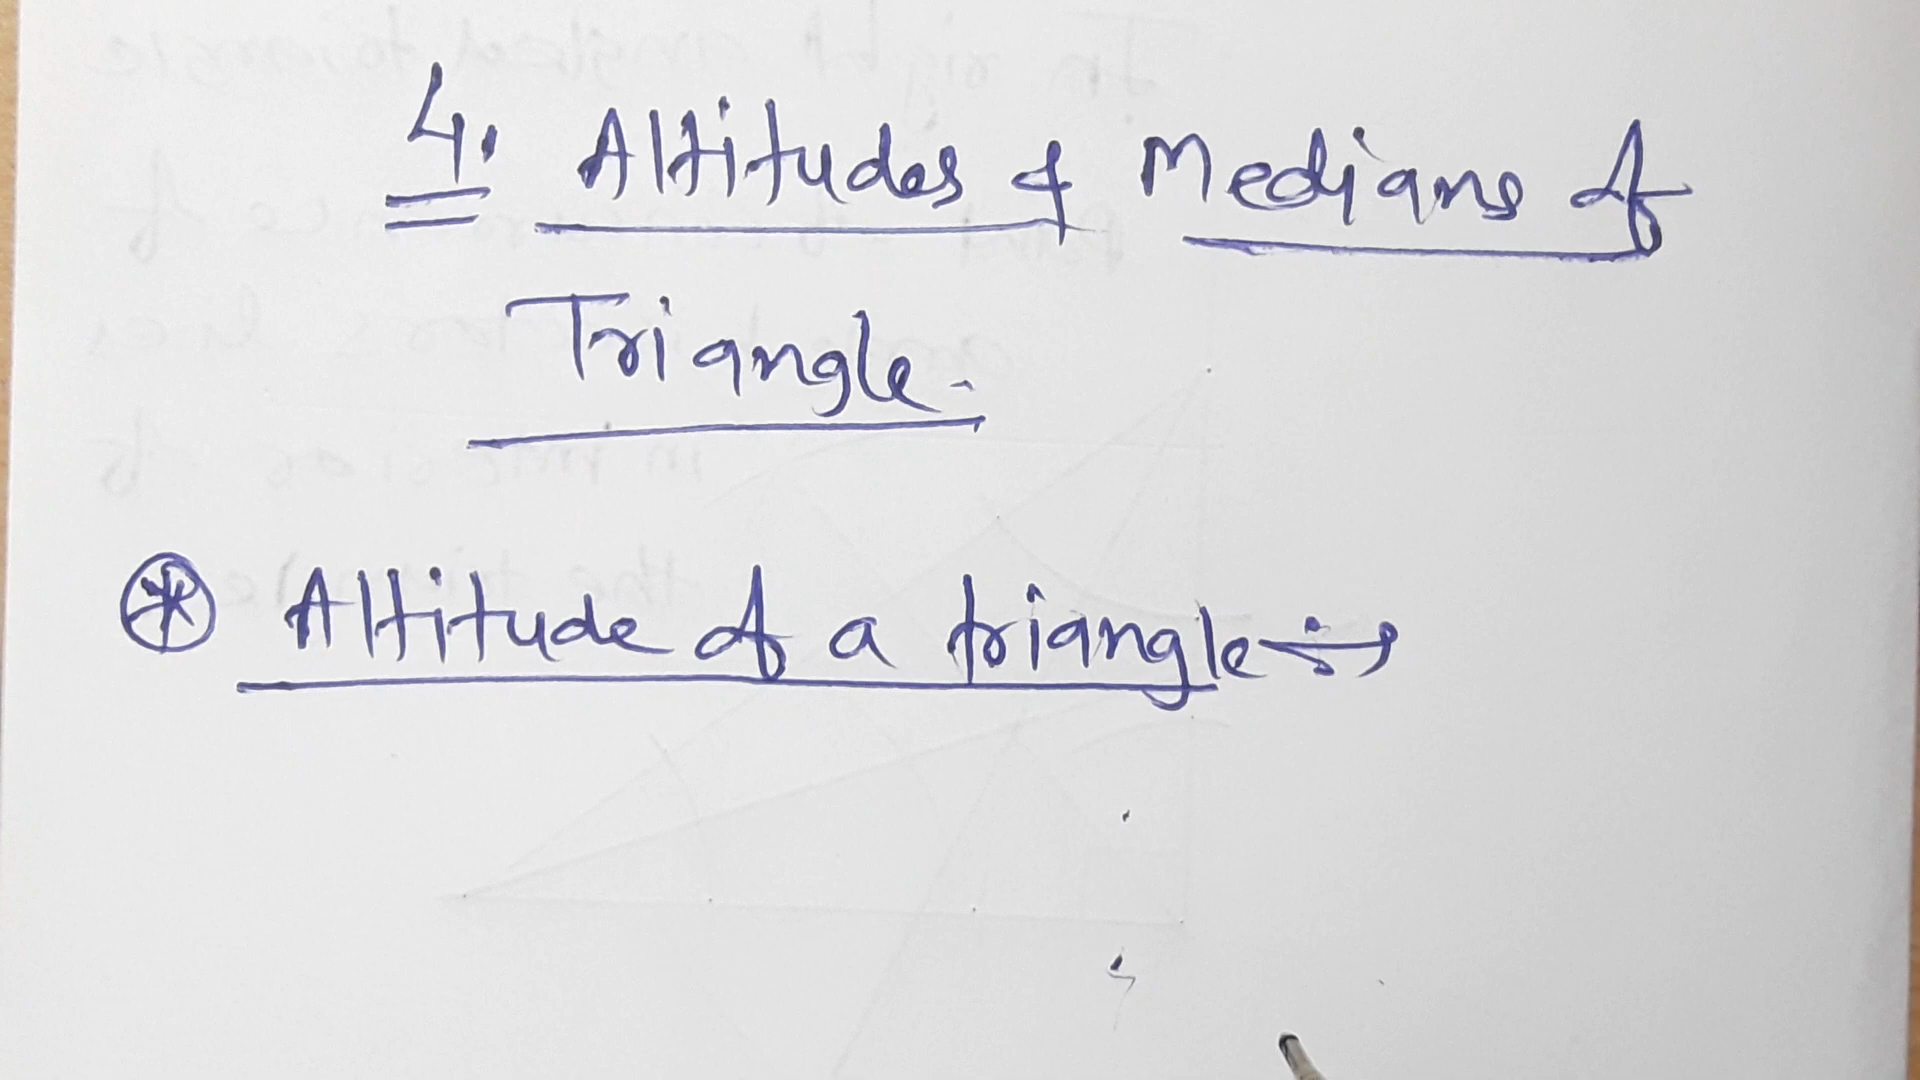 4. Altitudes & Medians of
Triangle.
* Altitude of a triangle :→